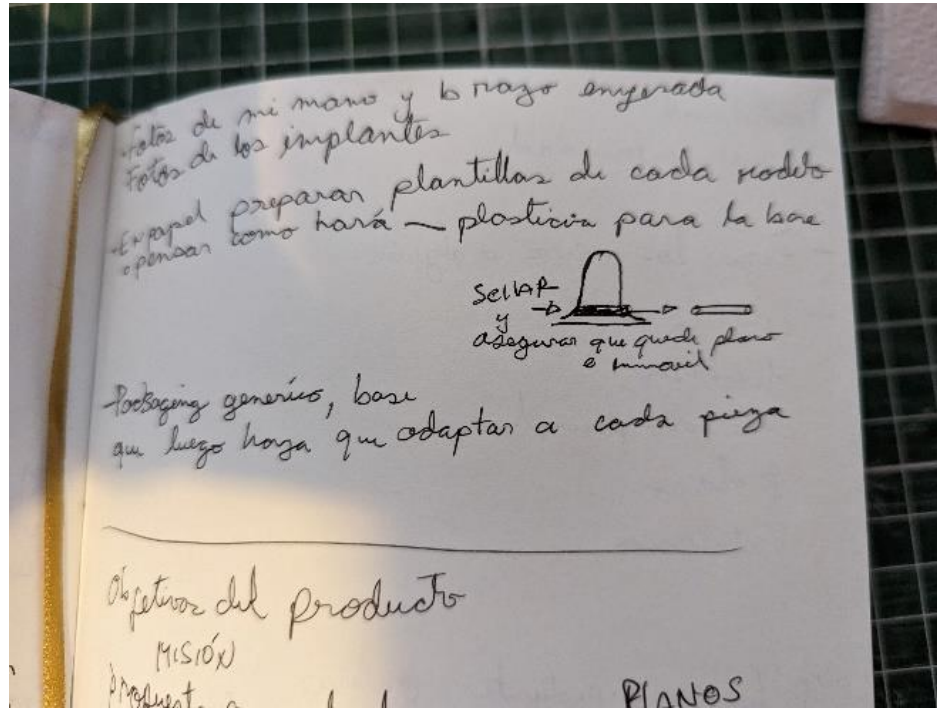 -Fotos de mi mano y brazo enyesada
Fotos de los implantes
-En papel preparar plantillas de cada modelo
o pensar como hará — plasticina para la base
SELLAR
y
asegurar que quede plano
e inmovil
-Packaging generico, base
que luego haya que adaptar a cada pieza
Objetivos del producto
MISIÓN
PLANOS